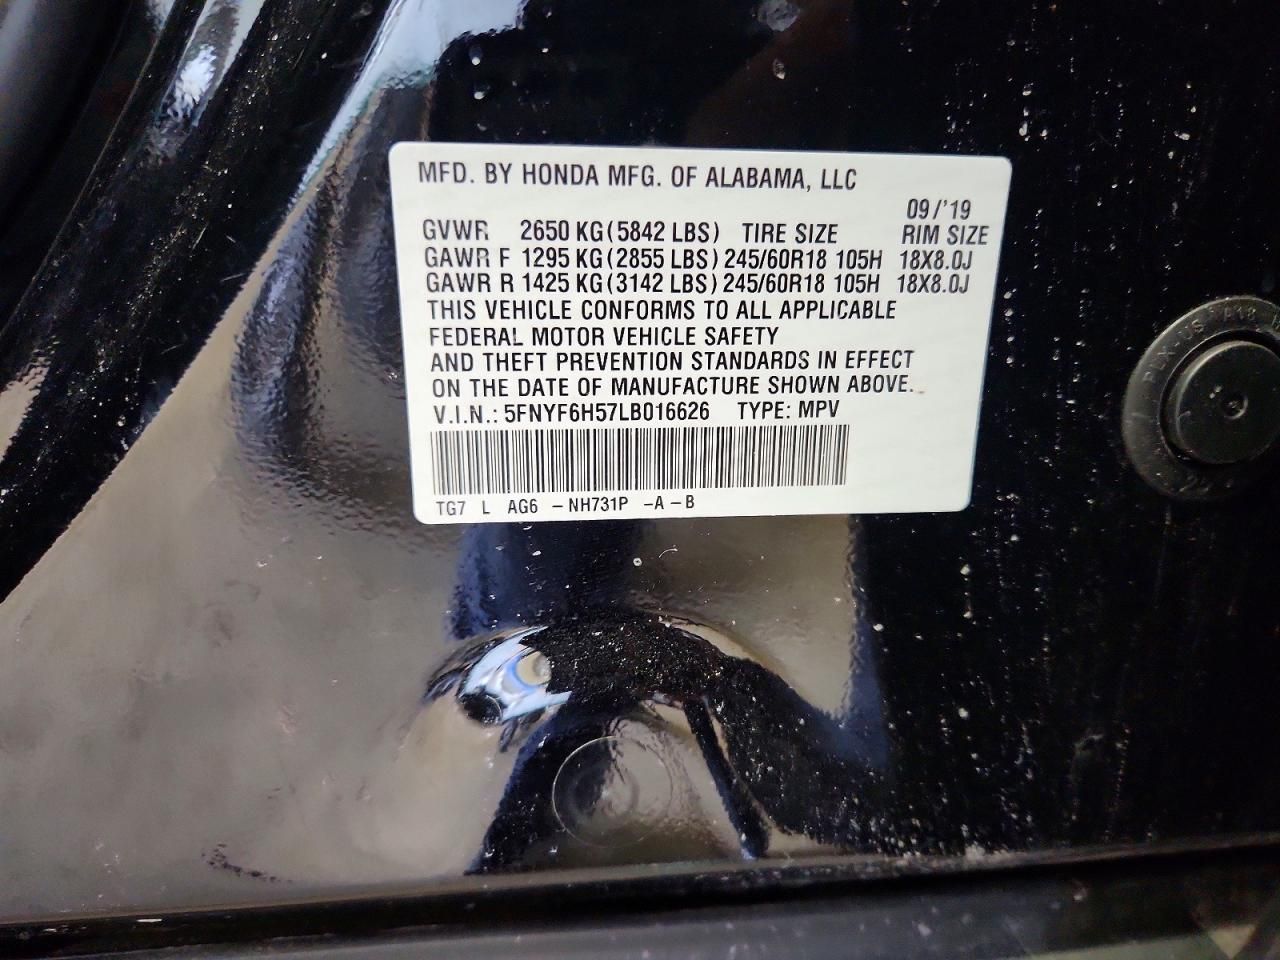 MFD. BY HONDA MFG. OF ALABAMA, LLC
09/'19
GVWR 2650 KG(5842 LBS) TIRE SIZE RIM SIZE
GAWR F 1295 KG(2855 LBS) 245/60R18 105H 18X8.0J
GAWR R 1425 KG(3142 LBS) 245/60R18 105H 18X8.0J
THIS VEHICLE CONFORMS TO ALL APPLICABLE
FEDERAL MOTOR VEHICLE SAFETY
AND THEFT PREVENTION STANDARDS IN EFFECT
ON THE DATE OF MANUFACTURE SHOWN ABOVE.
V.I.N.: 5FNYF6H57LB016626 TYPE: MPV
TG7 L AG6 -NH731P -A-B